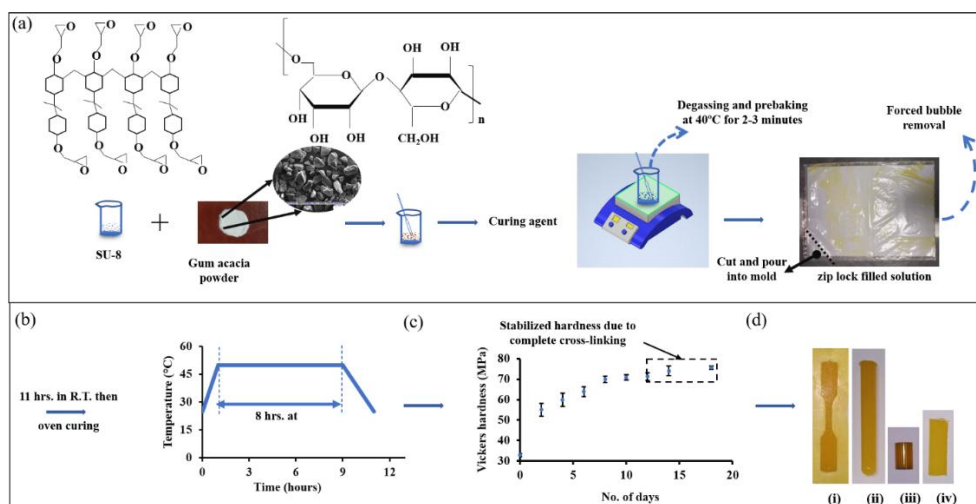 (a)
O O O O
O O O O
O O O O
SU-8
+
Gum acacia
powder
O
OH
OH
O
O
O
OH
OH
OH
CH2OH
n
Curing agent
Degassing and prebaking
at 40°C for 2-3 minutes
Forced bubble
removal
Cut and pour
into mold
zip lock filled solution
(b)
11 hrs. in R.T. then
oven curing
Temperature (°C)
75
60
45
30
15
0
8 hrs. at
0 3 6 9 12
Time (hours)
(c)
Stabilized hardness due to
complete cross-linking
Vickers hardness (MPa)
80
70
60
50
40
30
0 5 10 15 20
No. of days
(d)
(i) (ii) (iii) (iv)